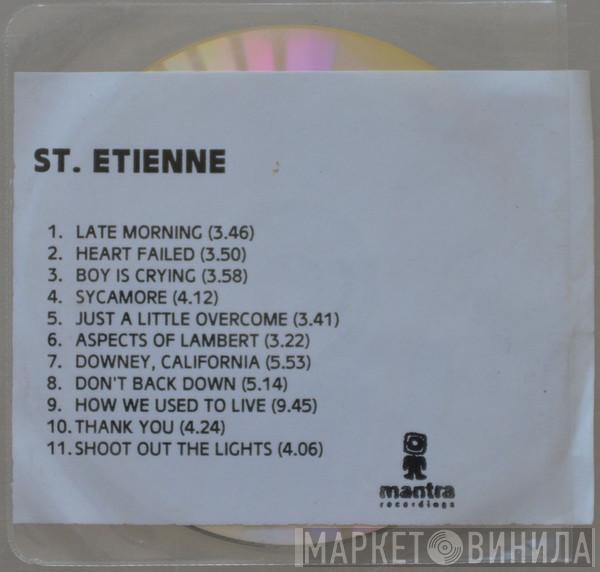 ST. ETIENNE
1. LATE MORNING (3.46)
2. HEART FAILED (3.50)
3. BOY IS CRYING (3.58)
4. SYCAMORE (4.12)
5. JUST A LITTLE OVERCOME (3.41)
6. ASPECTS OF LAMBERT (3.22)
7. DOWNEY, CALIFORNIA (5.53)
8. DON'T BACK DOWN (5.14)
9. HOW WE USED TO LIVE (9.45)
10. THANK YOU (4.24)
11. SHOOT OUT THE LIGHTS (4.06)
mantra
recordings
МАРКЕТ ВИНИЛА